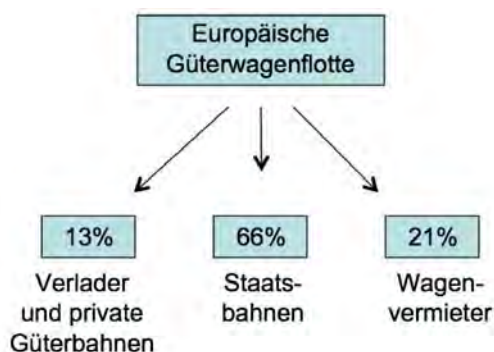 Europäische
Güterwagenflotte
13%
66%
21%
Verlader
und private
Güterbahnen
Staats-
bahnen
Wagen-
vermieter